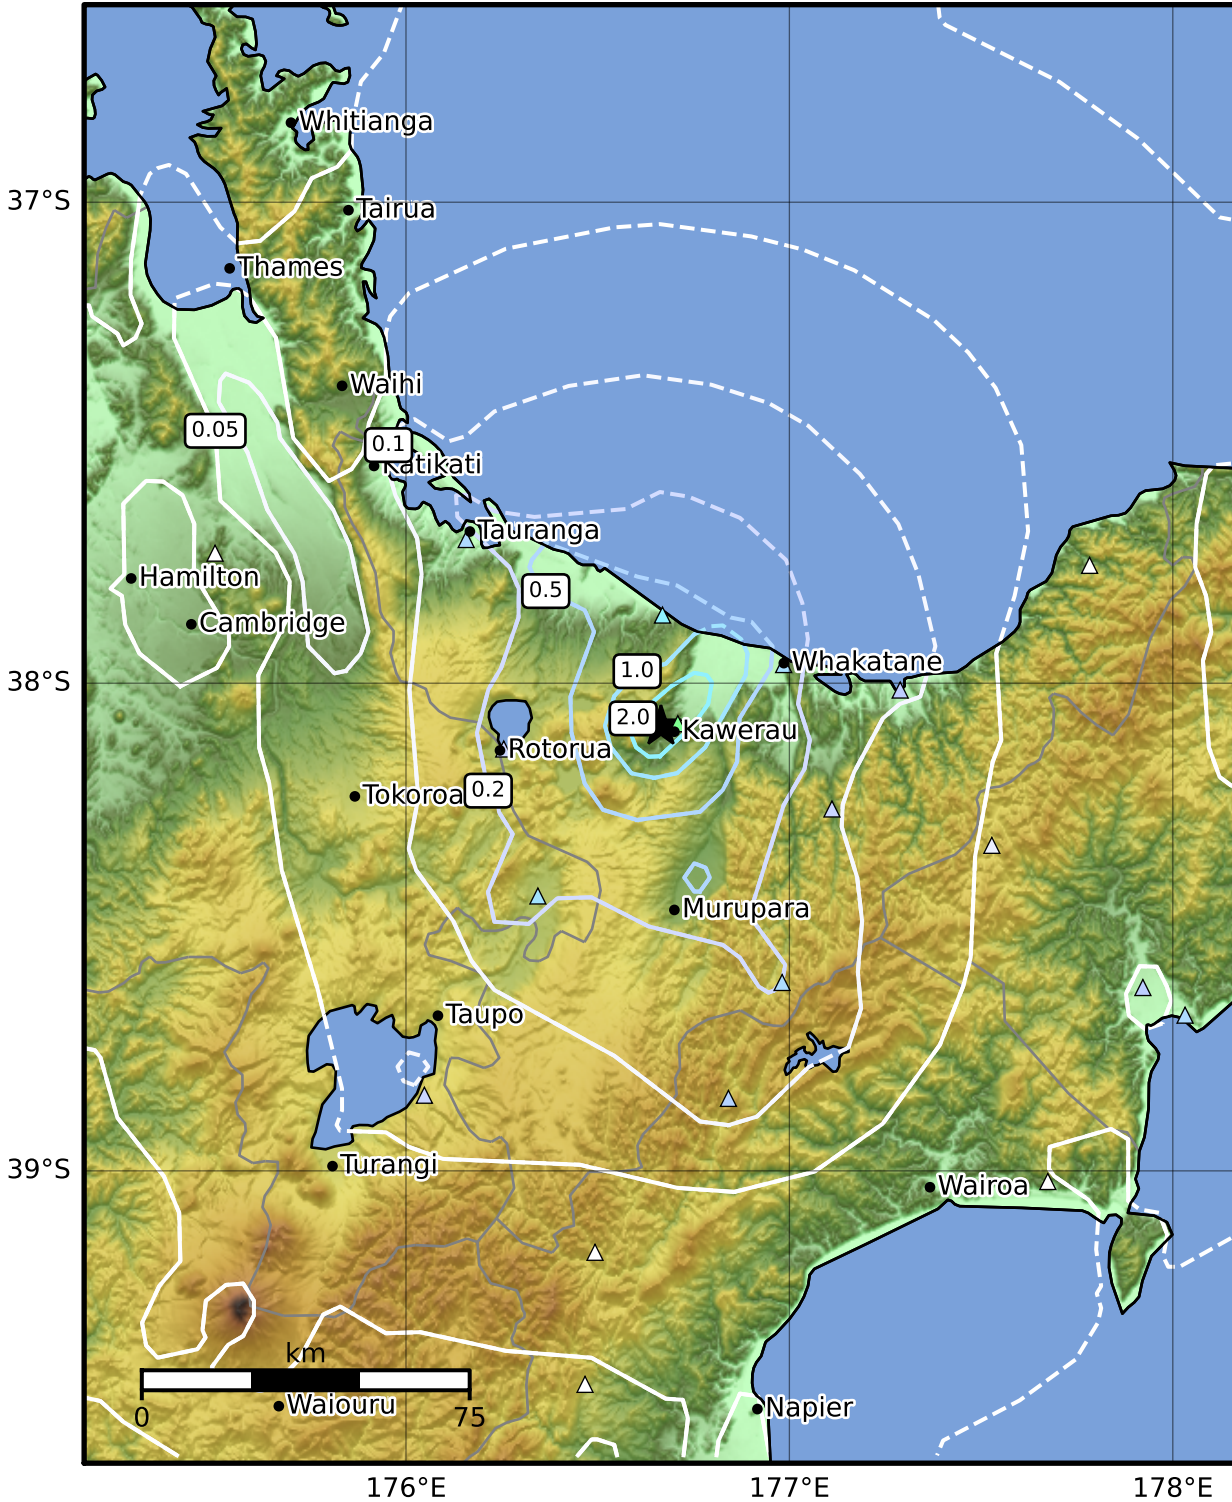 Whitianga
37°S
Tairua
Thames
Waihi
0.05
0.1
Katikati
Tauranga
Hamilton
0.5
Cambridge
1.0
Whakatane
38°S
2.0
Kawerau
Rotorua
Tokoroa
0.2
Murupara
Taupo
Turangi
39°S
Wairoa
km
0
75
Waiouru
Napier
176°E
177°E
178°E